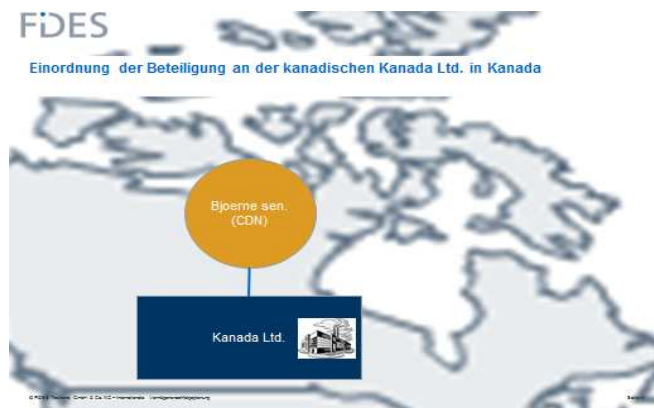 FiDES
Einordnung der Beteiligung an der kanadischen Kanada Ltd. in Kanada
Bjoerne sen.
(CDN)
Kanada Ltd.